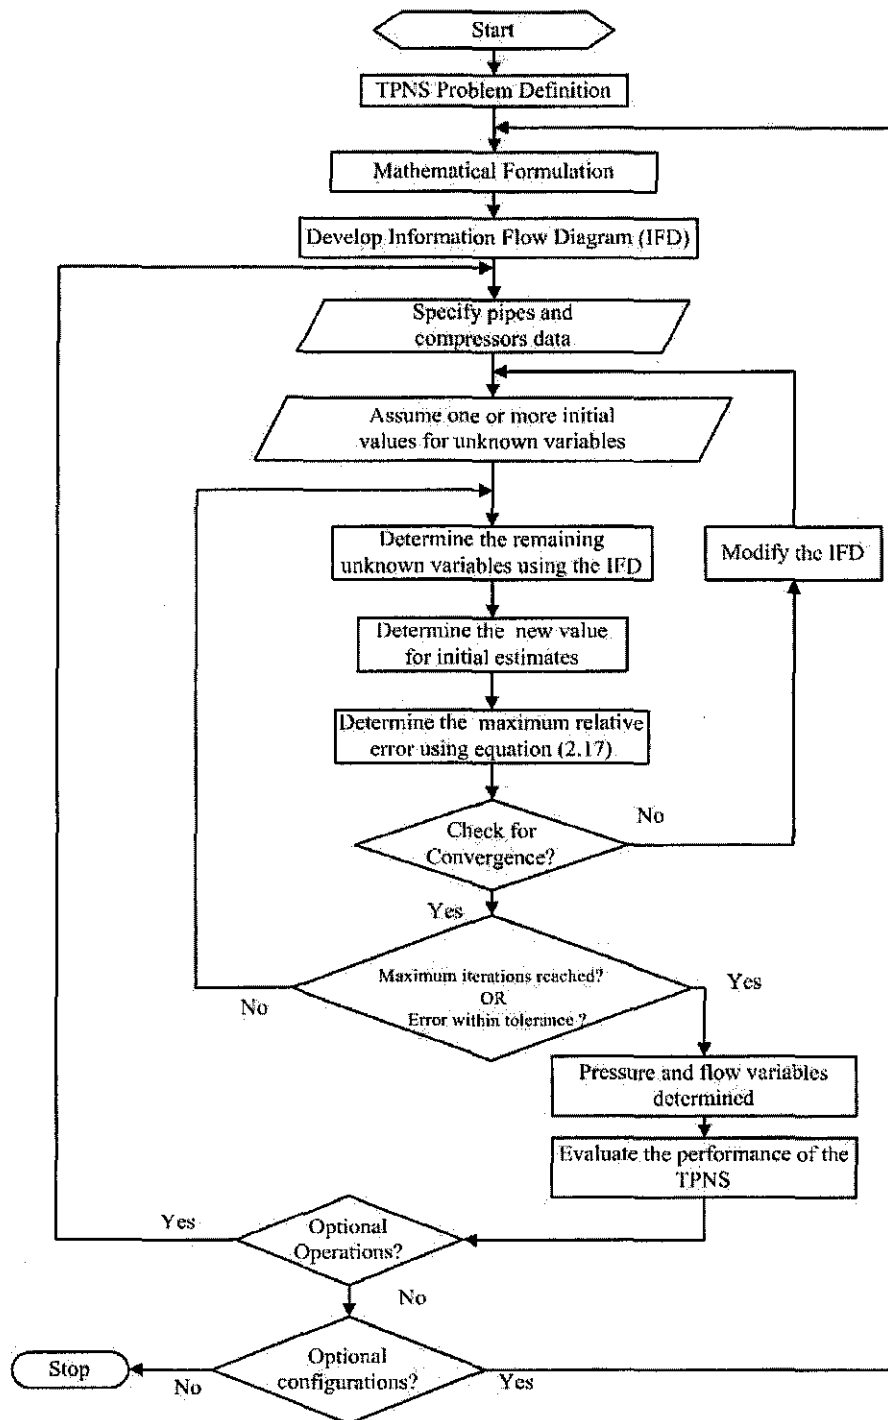 Start
TPNS Problem Definition
Mathematical Formulation
Develop Information Flow Diagram (IFD)
Specify pipes and
compressors data
Assume one or more initial
values for unknown variables
Determine the remaining
unknown variables using the IFD
Modify the IFD
Determine the new value
for initial estimates
Determine the maximum relative
error using equation (2.17)
Check for
Convergence?
No
Yes
Maximum iterations reached?
OR
Error within tolerance ?
No
Yes
Pressure and flow variables
determined
Evaluate the performance of the
TPNS
Optional
Operations?
Yes
No
Optional
configurations?
Stop
No
Yes